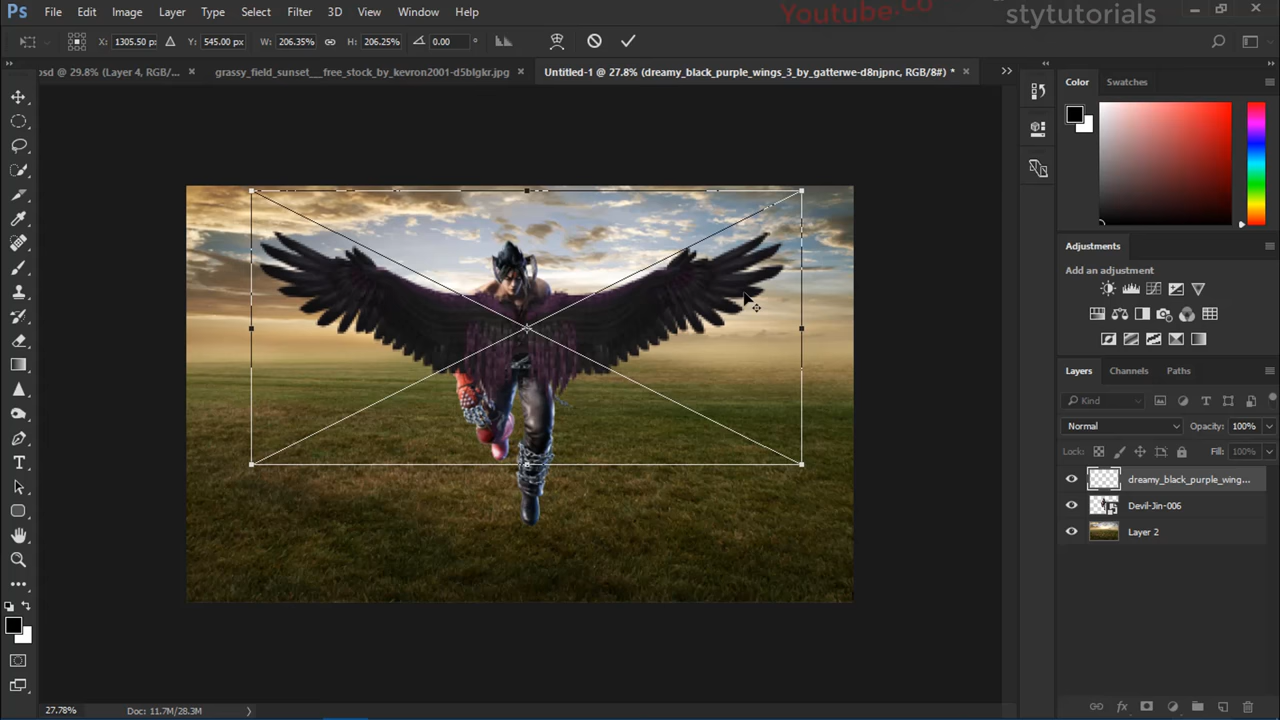 Youtube.co
stytutorials
Ps File Edit Image Layer Type Select Filter 3D View Window Help
X: 1305.50 px Y: 545.00 px W: 206.35% H: 206.25% 0.00 °
psd @ 29.8% (Layer 4, RGB/... × grassy_field_sunset__free_stock_by_kevron2001-d5blgkr.jpg × Untitled-1 @ 27.8% (dreamy_black_purple_wings_3_by_gatterwe-d8njpnc, RGB/8#) * ×
Color Swatches
Adjustments
Add an adjustment
Layers Channels Paths
Kind
Normal Opacity: 100%
Lock: Fill: 100%
dreamy_black_purple_wing...
Devil-Jin-006
Layer 2
27.78% Doc: 11.7M/28.3M